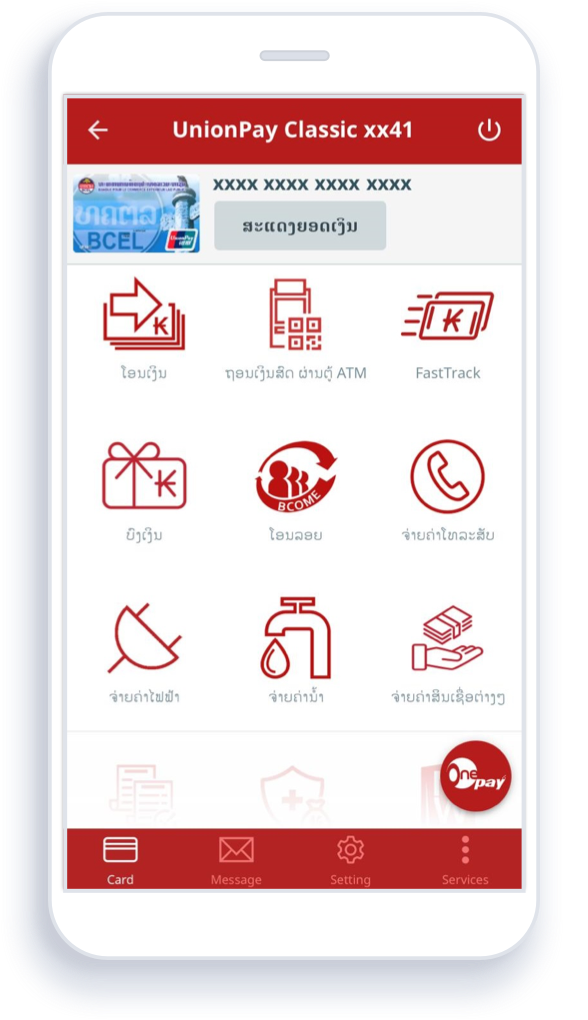 UnionPay Classic xx41
xxxx xxxx xxxx xxxx
ສະແດງຍອດເງິນ
BCEL
UnionPay
ໂອນເງິນ
ຖອນເງິນສົດ ຜ່ານຕູ້ ATM
FastTrack
ບົງເງິນ
BCOME
ໂອນລອຍ
ຈ່າຍຄ່າໂທລະສັບ
ຈ່າຍຄ່າໄຟຟ້າ
ຈ່າຍຄ່ານ້ຳ
ຈ່າຍຄ່າສິນເຊື່ອຕ່າງໆ
Onepay
Card
Message
Setting
Services